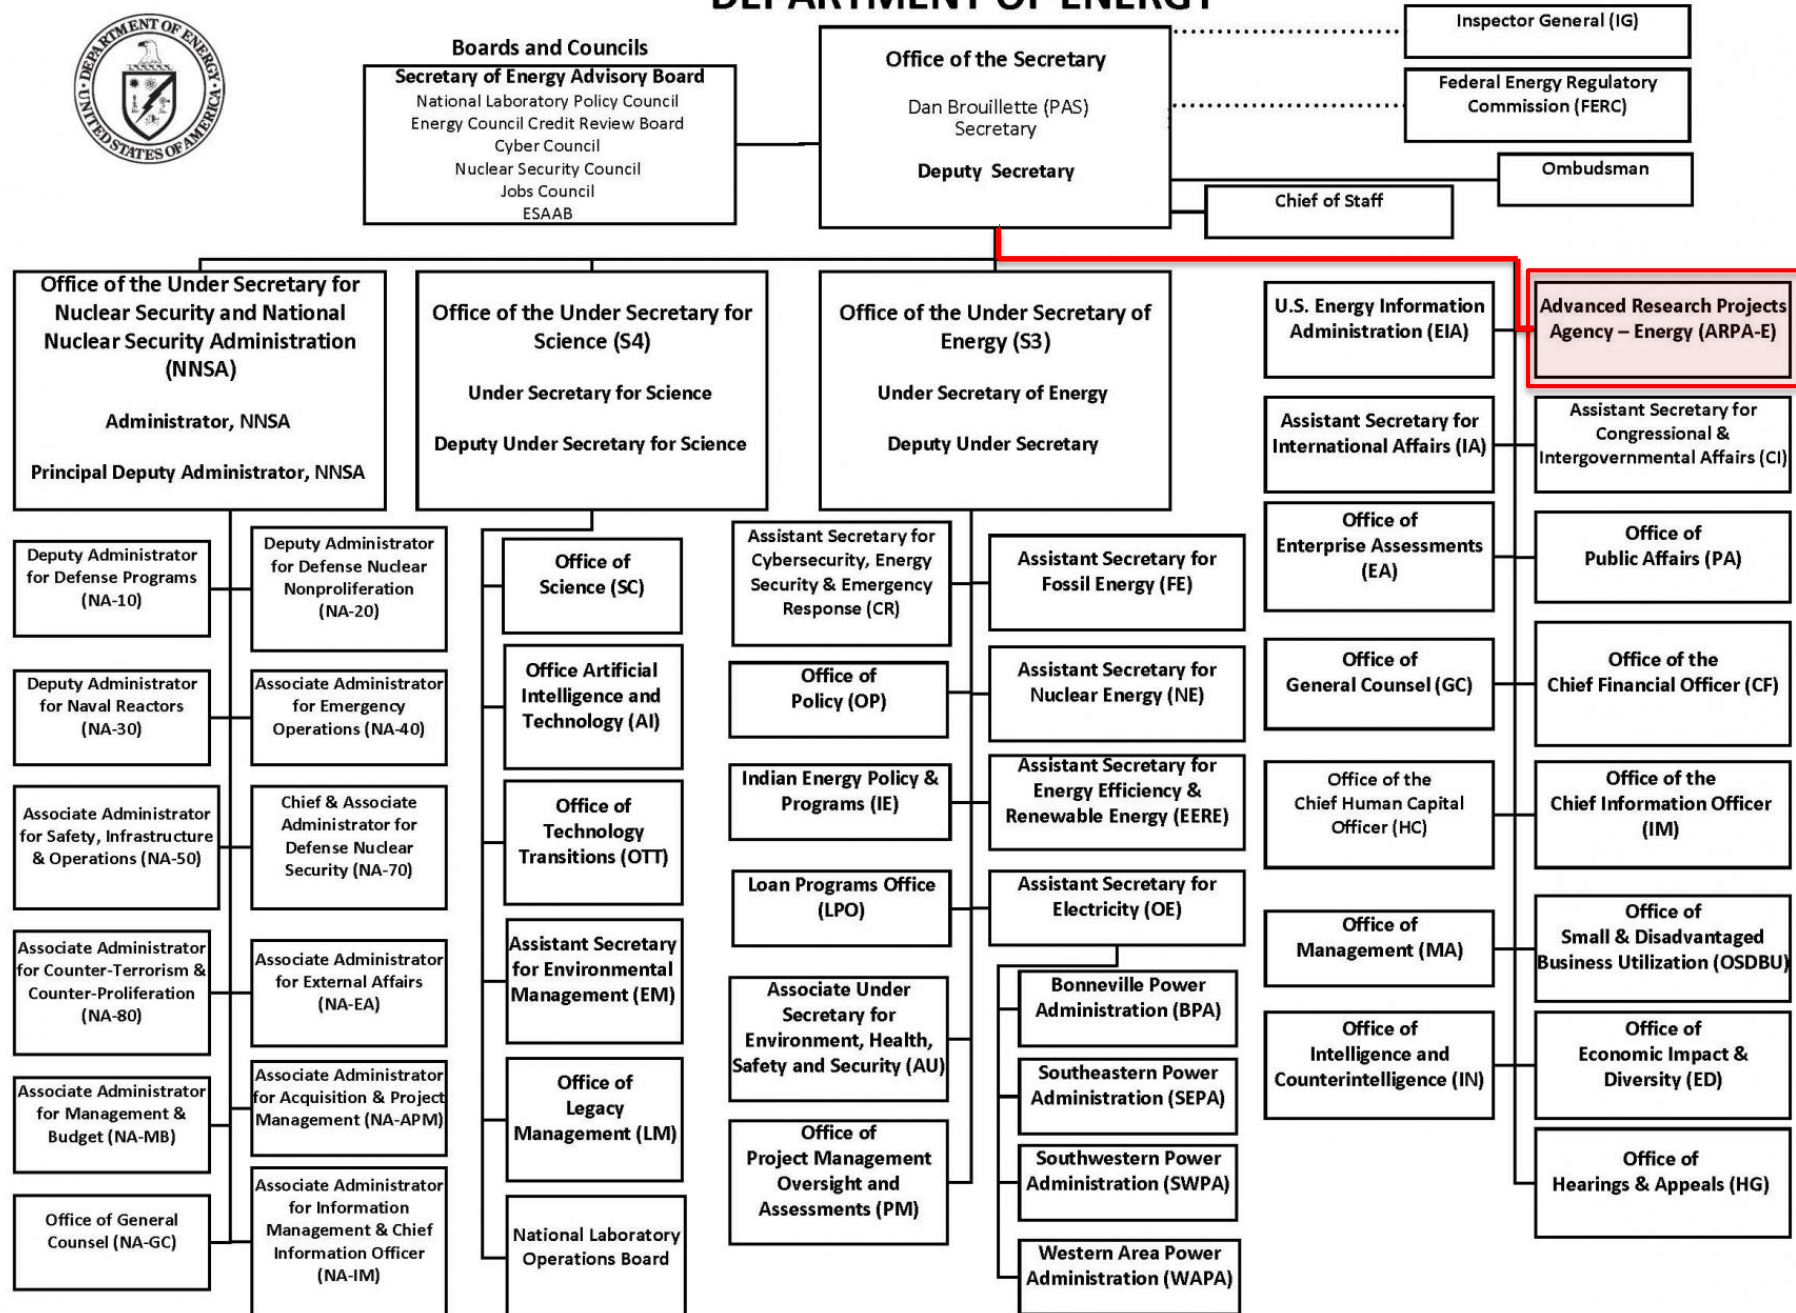 DEPARTMENT OF ENERGY
DEPARTMENT OF ENERGY
UNITED STATES OF AMERICA
Boards and Councils
Secretary of Energy Advisory Board
National Laboratory Policy Council
Energy Council Credit Review Board
Cyber Council
Nuclear Security Council
Jobs Council
ESAAB
Office of the Secretary
Dan Brouillette (PAS)
Secretary
Deputy Secretary
Inspector General (IG)
Federal Energy Regulatory
Commission (FERC)
Ombudsman
Chief of Staff
Office of the Under Secretary for
Nuclear Security and National
Nuclear Security Administration
(NNSA)
Administrator, NNSA
Principal Deputy Administrator, NNSA
Office of the Under Secretary for
Science (S4)
Under Secretary for Science
Deputy Under Secretary for Science
Office of the Under Secretary of
Energy (S3)
Under Secretary of Energy
Deputy Under Secretary
Deputy Administrator
for Defense Programs
(NA-10)
Deputy Administrator
for Defense Nuclear
Nonproliferation
(NA-20)
Deputy Administrator
for Naval Reactors
(NA-30)
Associate Administrator
for Emergency
Operations (NA-40)
Associate Administrator
for Safety, Infrastructure
& Operations (NA-50)
Chief & Associate
Administrator for
Defense Nuclear
Security (NA-70)
Associate Administrator
for Counter-Terrorism &
Counter-Proliferation
(NA-80)
Associate Administrator
for External Affairs
(NA-EA)
Associate Administrator
for Management &
Budget (NA-MB)
Associate Administrator
for Acquisition & Project
Management (NA-APM)
Office of General
Counsel (NA-GC)
Associate Administrator
for Information
Management & Chief
Information Officer
(NA-IM)
Office of
Science (SC)
Office Artificial
Intelligence and
Technology (AI)
Office of
Technology
Transitions (OTT)
Assistant Secretary
for Environmental
Management (EM)
Office of
Legacy
Management (LM)
National Laboratory
Operations Board
Assistant Secretary for
Cybersecurity, Energy
Security & Emergency
Response (CR)
Assistant Secretary for
Fossil Energy (FE)
Office of
Policy (OP)
Assistant Secretary for
Nuclear Energy (NE)
Indian Energy Policy &
Programs (IE)
Assistant Secretary for
Energy Efficiency &
Renewable Energy (EERE)
Loan Programs Office
(LPO)
Assistant Secretary for
Electricity (OE)
Associate Under
Secretary for
Environment, Health,
Safety and Security (AU)
Office of
Project Management
Oversight and
Assessments (PM)
Bonneville Power
Administration (BPA)
Southeastern Power
Administration (SEPA)
Southwestern Power
Administration (SWPA)
Western Area Power
Administration (WAPA)
U.S. Energy Information
Administration (EIA)
Advanced Research Projects
Agency – Energy (ARPA-E)
Assistant Secretary for
International Affairs (IA)
Assistant Secretary for
Congressional &
Intergovernmental Affairs (CI)
Office of
Enterprise Assessments
(EA)
Office of
Public Affairs (PA)
Office of
General Counsel (GC)
Office of the
Chief Financial Officer (CF)
Office of the
Chief Human Capital
Officer (HC)
Office of the
Chief Information Officer
(IM)
Office of
Management (MA)
Office of
Small & Disadvantaged
Business Utilization (OSDBU)
Office of
Intelligence and
Counterintelligence (IN)
Office of
Economic Impact &
Diversity (ED)
Office of
Hearings & Appeals (HG)